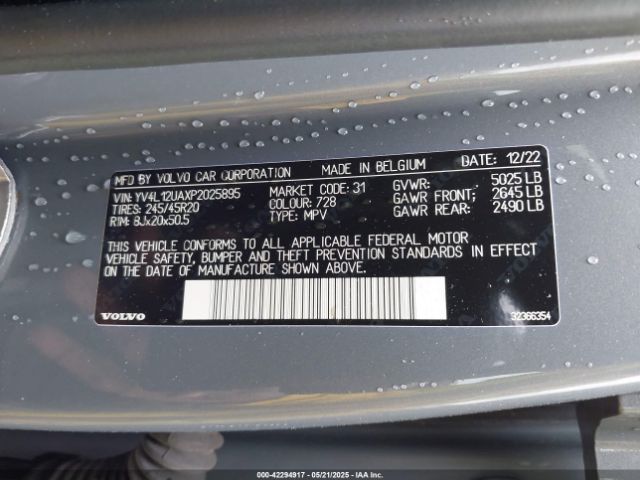 MFD BY VOLVO CAR CORPORATION MADE IN BELGIUM DATE: 12/22
VIN: YV4L12UAXP2025895 MARKET CODE: 31 GVWR: 5025 LB
TIRES: 245/45R20 COLOUR: 728 GAWR FRONT; 2645 LB
RIM: 8Jx20x50.5 TYPE: MPV GAWR REAR: 2490 LB
THIS VEHICLE CONFORMS TO ALL APPLICABLE FEDERAL MOTOR
VEHICLE SAFETY, BUMPER AND THEFT PREVENTION STANDARDS IN EFFECT
ON THE DATE OF MANUFACTURE SHOWN ABOVE.
VOLVO 32366354
000-42294917 - 05/21/2025 - IAAI.COM